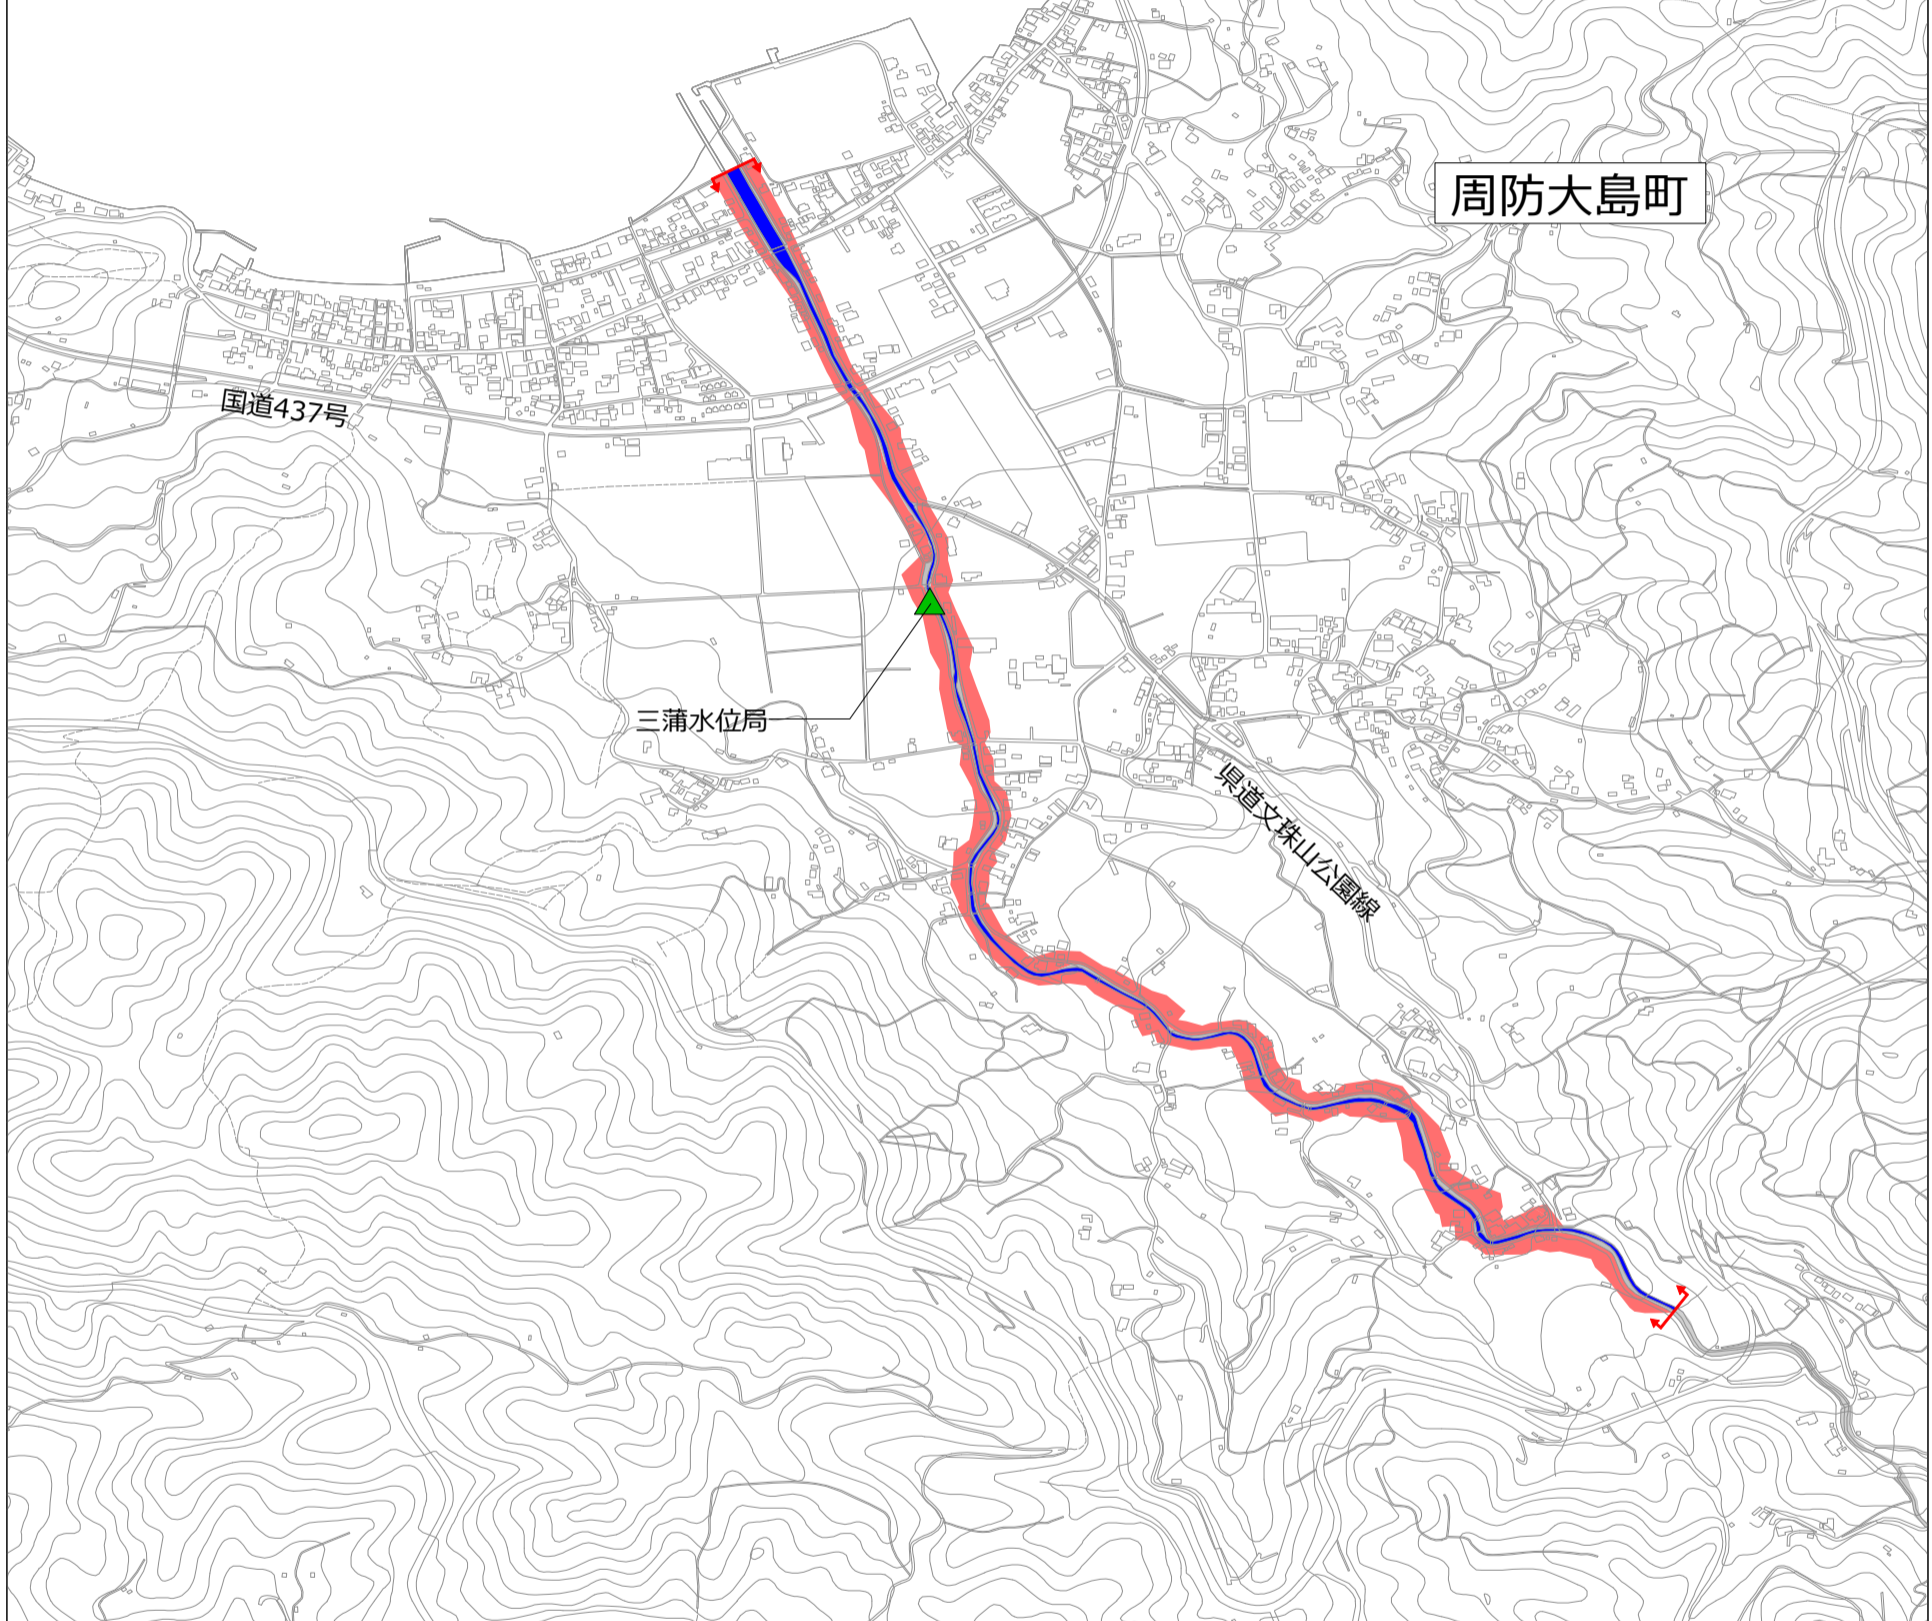 周防大島町
国道437号
三蒲水位局
県道文珠山公園線